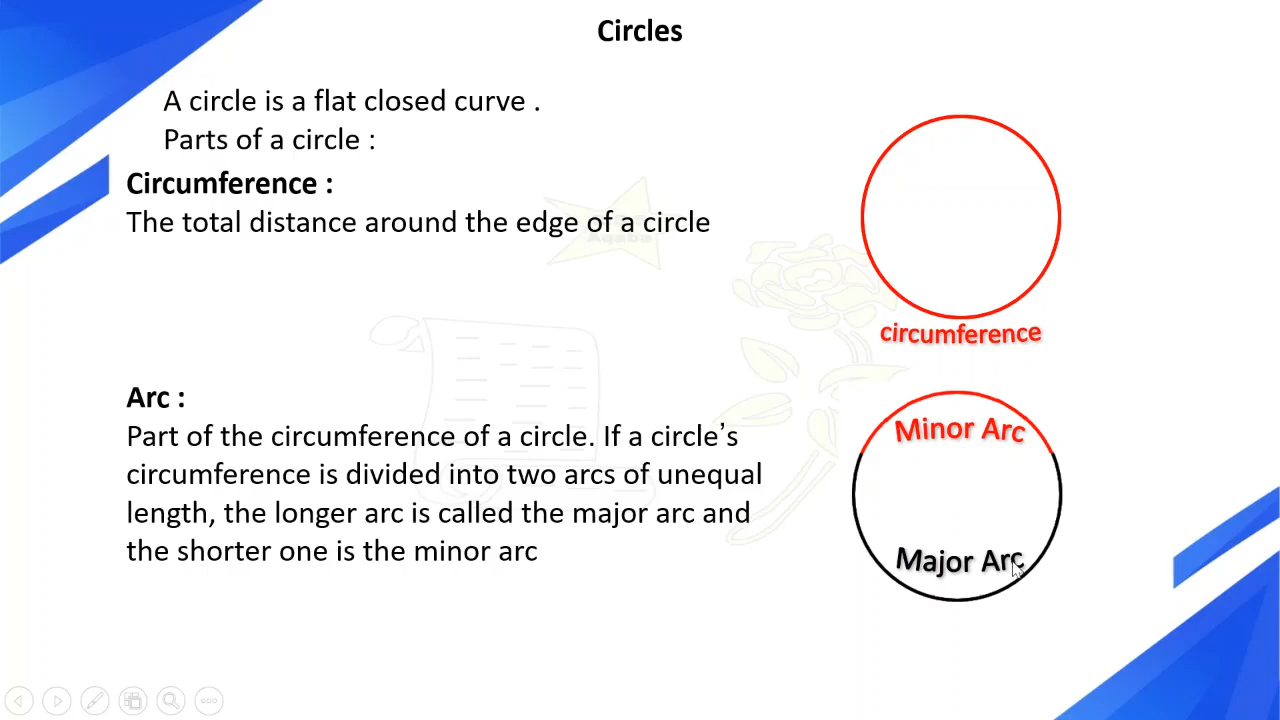 Circles
A circle is a flat closed curve .
Parts of a circle :
Circumference :
The total distance around the edge of a circle
circumference
Arc :
Part of the circumference of a circle. If a circle’s
circumference is divided into two arcs of unequal
length, the longer arc is called the major arc and
the shorter one is the minor arc
Minor Arc
Major Arc